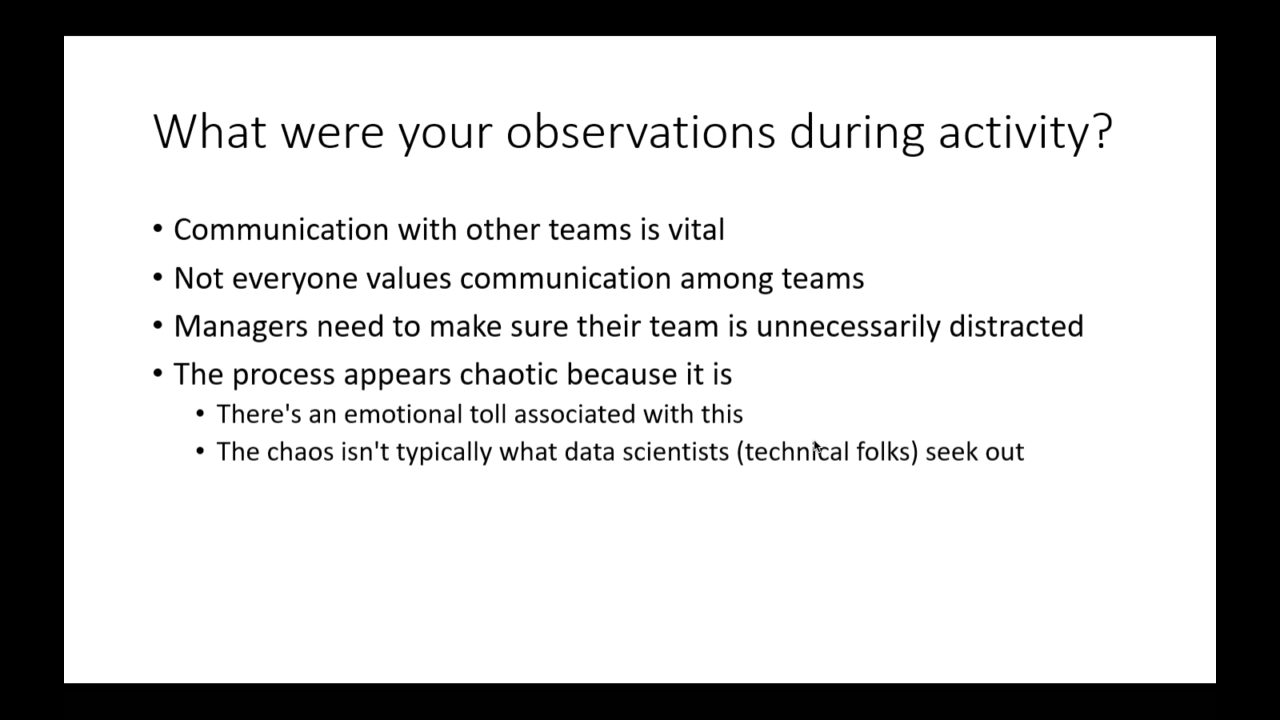 What were your observations during activity?
• Communication with other teams is vital
• Not everyone values communication among teams
• Managers need to make sure their team is unnecessarily distracted
• The process appears chaotic because it is
• There's an emotional toll associated with this
• The chaos isn't typically what data scientists (technical folks) seek out